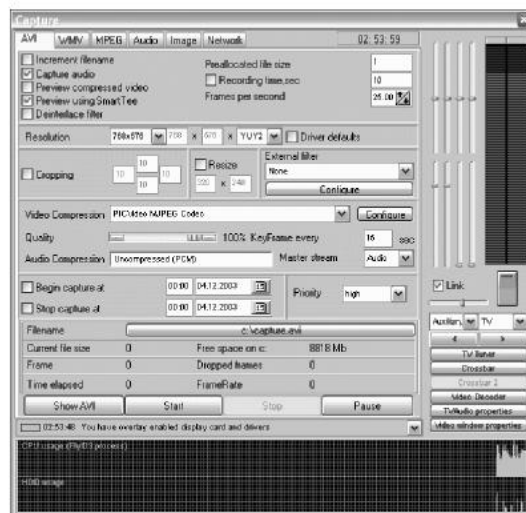 Capture
AVI WMV MPEG Audio Image Network 02:53:59
Increment filename Preallocated file size 1
Capture audio Recording time,sec 10
Preview compressed video Frames per second 25.00
Preview using SmartTee
Deinterlace filter
Resolution 768x576 768 x 576 x YUY2 Driver defaults
Cropping 10 10 10 10 Resize 320 x 240 External filter
None
Configure
Video Compression PICVideo MJPEG Codec Configure
Quality 100% KeyFrame every 15 sec
Audio Compression Uncompressed (PCM) Master stream Audio
Begin capture at 00:00 04.12.2003 Priority high
Stop capture at 00:00 04.12.2003
Filename c:\capture.avi
Current file size 0 Free space on c: 8818 Mb
Frame 0 Dropped frames 0
Time elapsed 0 FrameRate 0
Show AVI Start Stop Pause
02:53:48 You have overlay enabled display card and drivers
Link
TV
TV Tuner
Crossbar
Crossbar 2
Video Decoder
TVAudio properties
Video window properties
CPU usage (FlyDS process)
HDD usage